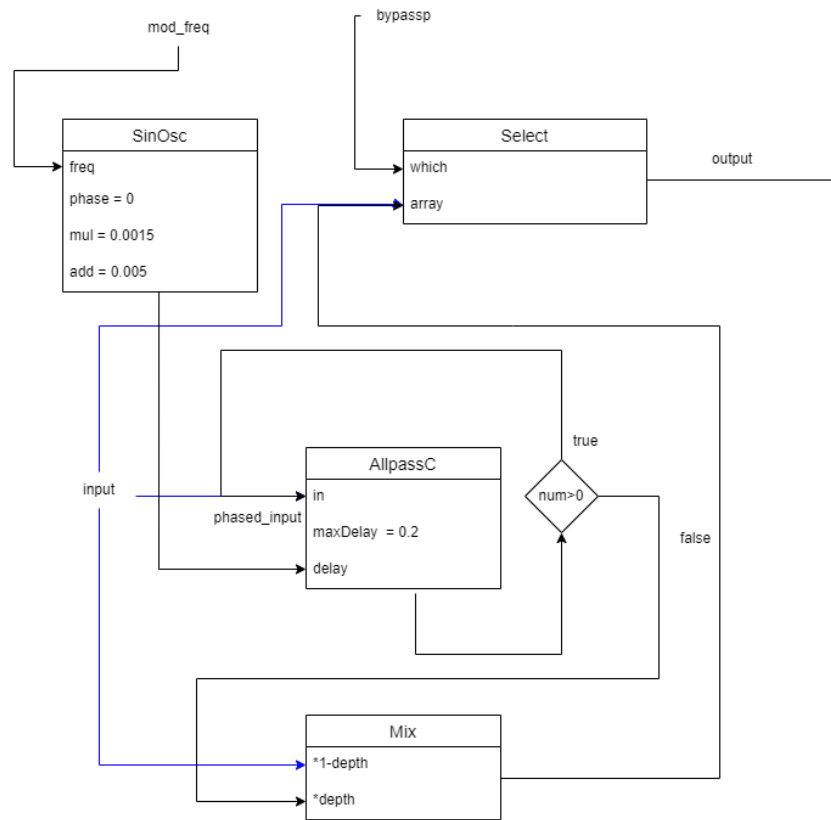 mod_freq
bypassp
SinOsc
freq
phase = 0
mul = 0.0015
add = 0.005
Select
which
array
output
input
phased_input
AllpassC
in
maxDelay = 0.2
delay
true
num>0
false
Mix
*1-depth
*depth